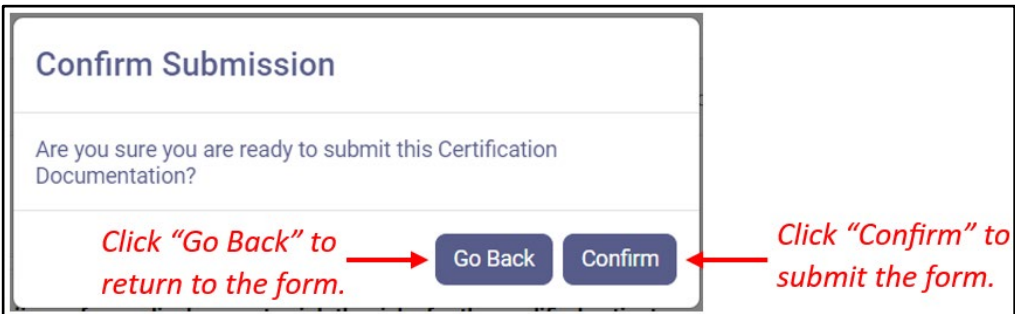 Confirm Submission
Are you sure you are ready to submit this Certification
Documentation?
Click “Go Back” to
return to the form.
Go Back
Confirm
Click “Confirm” to
submit the form.